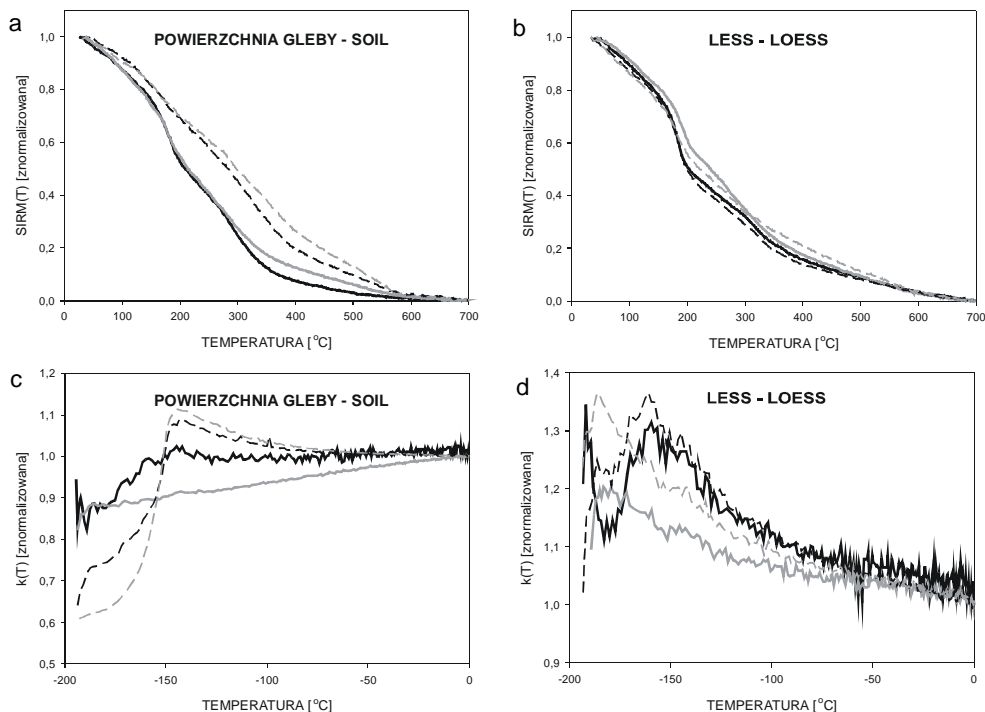 a
POWIERZCHNIA GLEBY - SOIL
SIRM(T) [znormalizowana]
1,0
0,8
0,6
0,4
0,2
0,0
0 100 200 300 400 500 600 700
TEMPERATURA [°C]
b
LESS - LOESS
SIRM(T) [znormalizowana]
1,0
0,8
0,6
0,4
0,2
0,0
0 100 200 300 400 500 600 700
TEMPERATURA [°C]
c
POWIERZCHNIA GLEBY - SOIL
k(T) [znormalizowana]
1,2
1,1
1,0
0,9
0,8
0,7
0,6
0,5
-200 -150 -100 -50 0
TEMPERATURA [°C]
d
LESS - LOESS
k(T) [znormalizowana]
1,4
1,3
1,2
1,1
1,0
0,9
-200 -150 -100 -50 0
TEMPERATURA [°C]